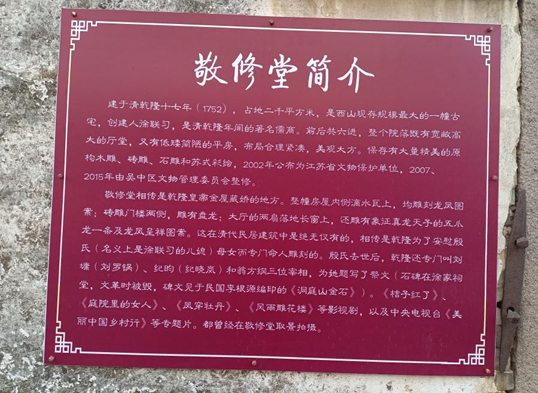 敬修堂简介
建于清乾隆十七年（1752），占地二千平方米，是西山现存规模最大的一幢古
宅，创建人徐联习，是清乾隆年间的著名儒商。前后共六进，整个院落既有宽敞高
大的厅堂，又有低矮简陋的平房，布局合理紧凑，美观大方。保存有大量精美的原
构木雕、砖雕、石雕和苏式彩绘，2002年公布为江苏省文物保护单位，2007、
2015年由吴中区文物管理委员会整修。
敬修堂相传是乾隆皇帝金屋藏娇的地方。整幢房屋内侧滴水瓦上，均雕刻龙凤图
案；砖雕门楼两侧，雕有盘龙；大厅的两扇落地长窗上，还雕有象证真龙天子的五爪
龙一条及龙凤呈祥图案。这在清代民居建筑中是绝无仅有的，相传是乾隆为了安慰殷
氏（名义上是徐联习的儿媳）母女而专门命人雕刻的。殷氏去世后，乾隆还专门叫刘
墉（刘罗锅）、纪昀（纪晓岚）和翁方纲三位宰相，为她题写了祭文（石碑在徐家祠
堂，文革时被毁，碑文见于民国李根源编印的《洞庭山金石》）。《桔子红了》、
《庭院里的女人》、《风穿牡丹》、《风雨雕花楼》等影视剧，以及中央电视台《美
丽中国乡村行》等专题片。都曾经在敬修堂取景拍摄。